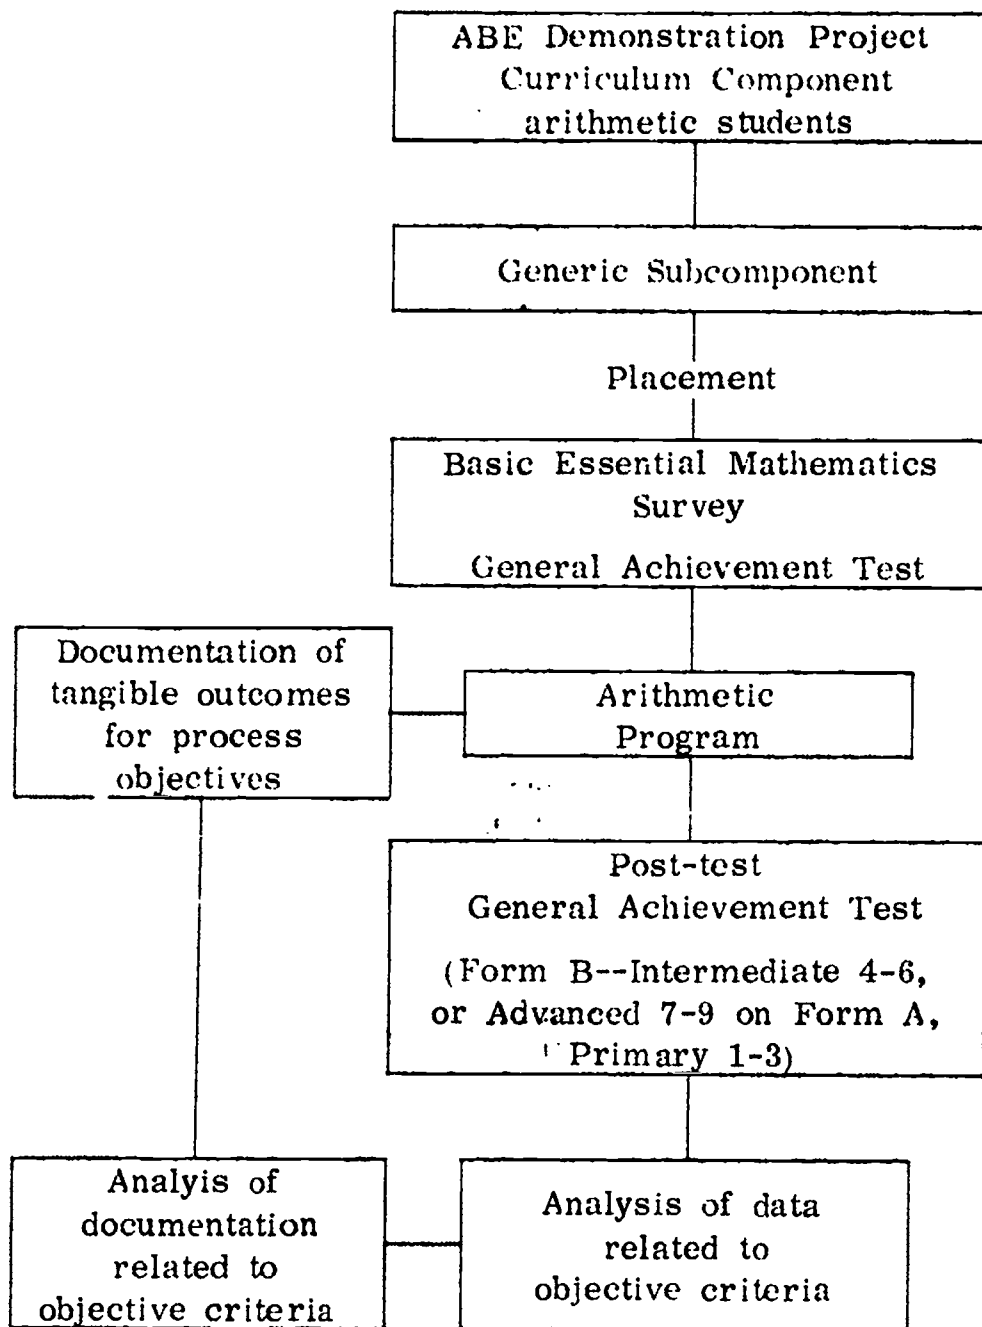 ABE Demonstration Project
Curriculum Component
arithmetic students
Generic Subcomponent
Placement
Basic Essential Mathematics
Survey
General Achievement Test
Documentation of
tangible outcomes
for process
objectives
Arithmetic
Program
Post-test
General Achievement Test
(Form B--Intermediate 4-6,
or Advanced 7-9 on Form A,
Primary 1-3)
Analyis of
documentation
related to
objective criteria
Analysis of data
related to
objective criteria